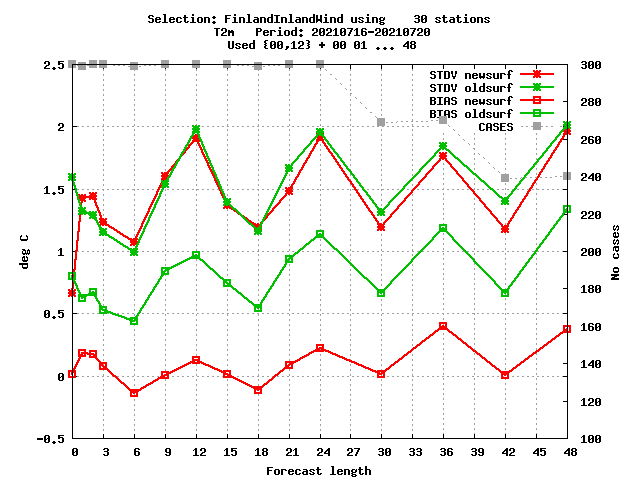 Selection: FinlandInlandWind using    30 stations
T2m   Period: 20210716-20210720
Used {00,12} + 00 01 ... 48
STDV newsurf
STDV oldsurf
BIAS newsurf
BIAS oldsurf
CASES
2.5
2
1.5
1
0.5
0
-0.5
deg C
300
280
260
240
220
200
180
160
140
120
100
No cases
0 3 6 9 12 15 18 21 24 27 30 33 36 39 42 45 48
Forecast length